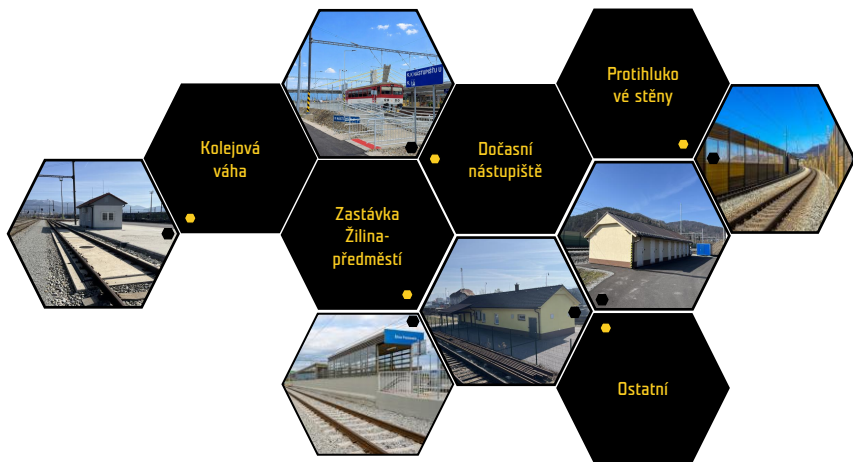 Protihluko
vé stěny
Kolejová
váha
Dočasní
nástupiště
Zastávka
Žilina-
předměstí
Ostatní